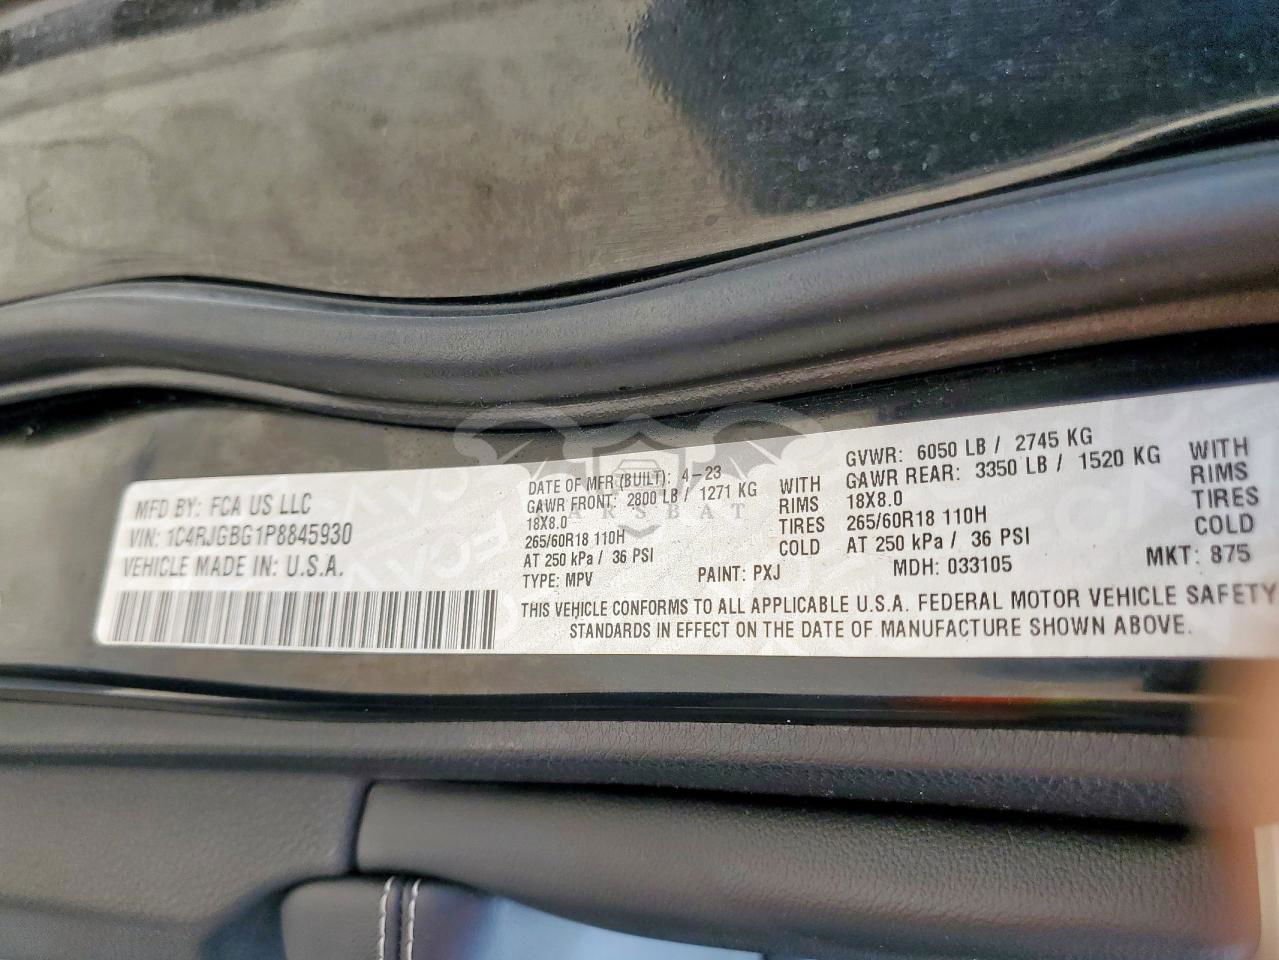 MFD BY: FCA US LLC
VIN: 1C4RJGBG1P8845930
VEHICLE MADE IN: U.S.A.
DATE OF MFR (BUILT): 4-23
GAWR FRONT: 2800 LB / 1271 KG WITH
18X8.0 RIMS
265/60R18 110H TIRES
AT 250 kPa / 36 PSI COLD
GVWR: 6050 LB / 2745 KG
GAWR REAR: 3350 LB / 1520 KG WITH
18X8.0 RIMS
265/60R18 110H TIRES
AT 250 kPa / 36 PSI COLD
TYPE: MPV PAINT: PXJ MDH: 033105 MKT: 875
THIS VEHICLE CONFORMS TO ALL APPLICABLE U.S.A. FEDERAL MOTOR VEHICLE SAFETY
STANDARDS IN EFFECT ON THE DATE OF MANUFACTURE SHOWN ABOVE.
CARSBAT